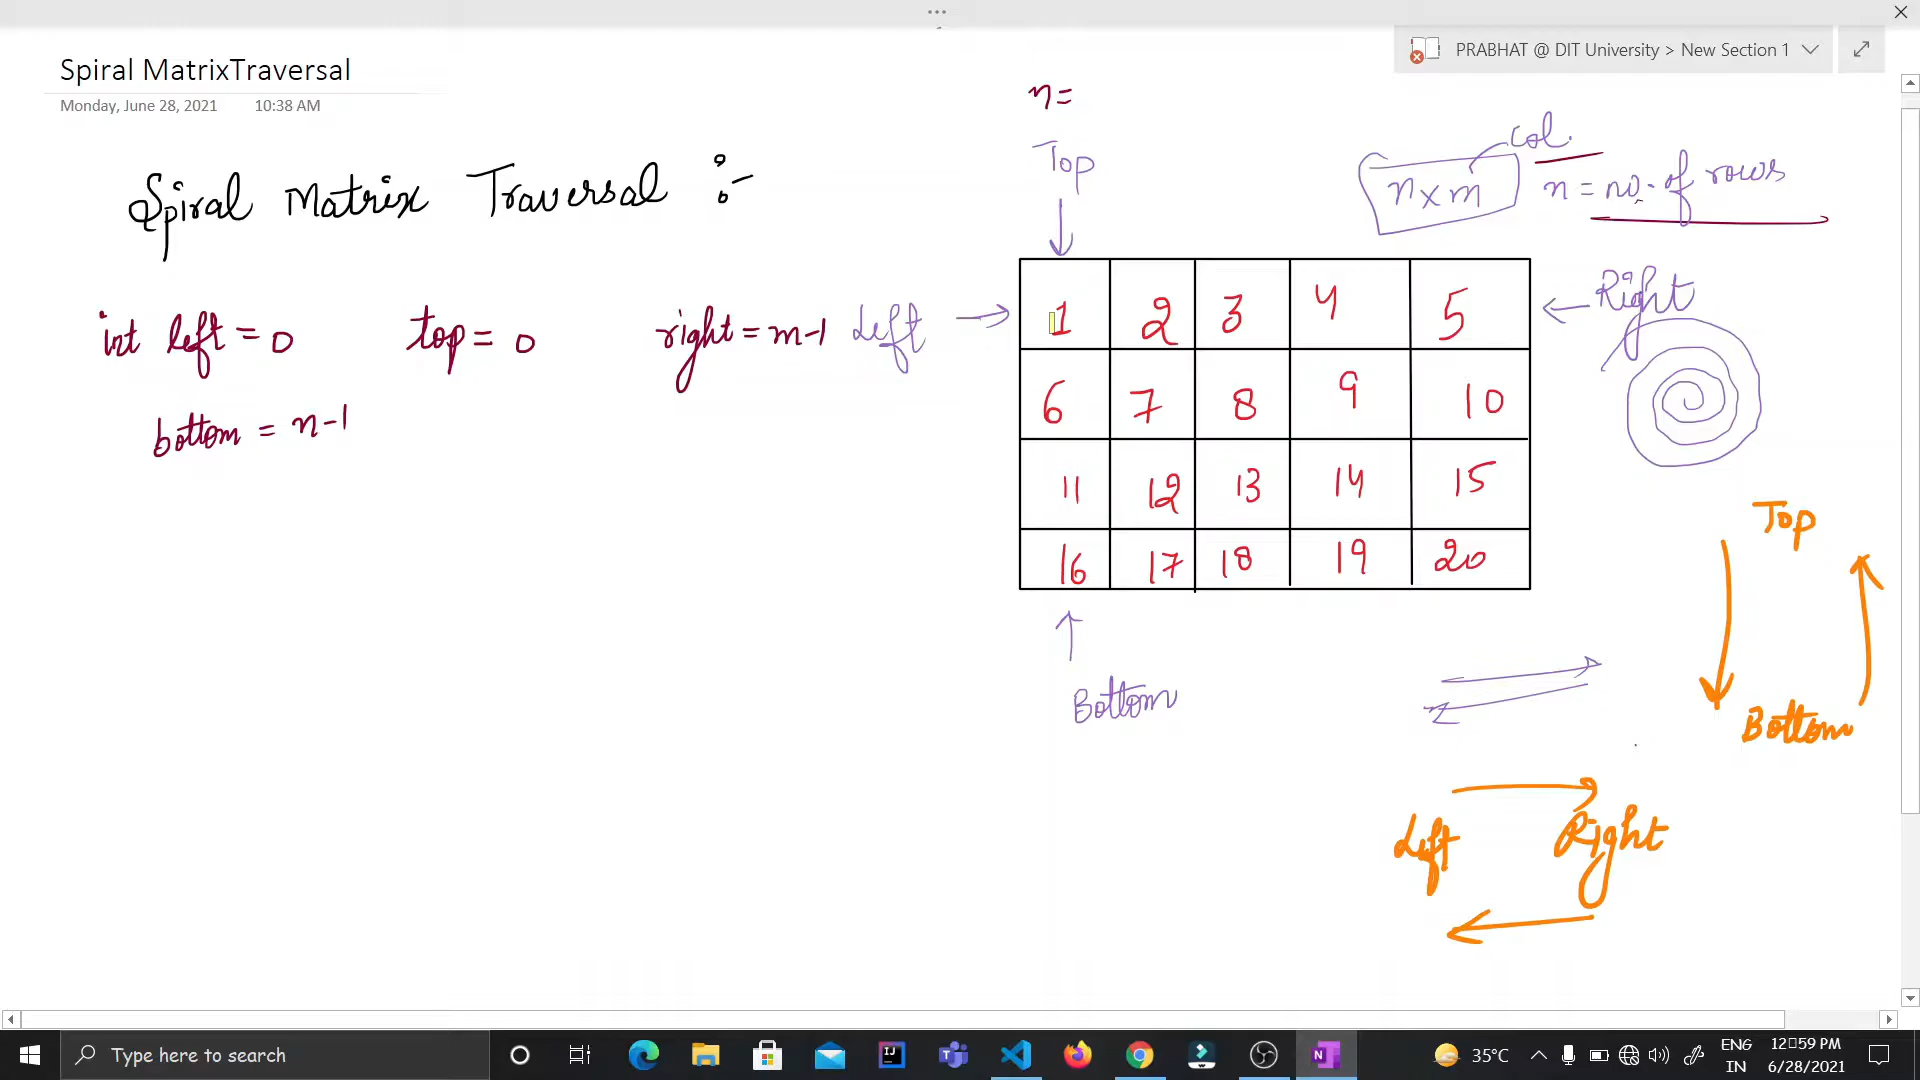 Spiral MatrixTraversal
Monday, June 28, 2021 10:38 AM
PRABHAT @ DIT University > New Section 1
n =
Top
col.
n x m n = no. of rows
Spiral Matrix Traversal :-
int left = 0 top = 0 right = m-1
bottom = n-1
Left
Right
1 2 3 4 5
6 7 8 9 10
11 12 13 14 15
16 17 18 19 20
Bottom
Top
Bottom
Left Right
Type here to search
35°C
ENG
IN
12:59 PM
6/28/2021